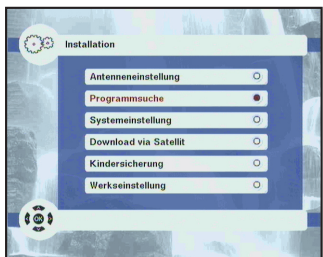 Installation
Antenneneinstellung
Programmsuche
Systemeinstellung
Download via Satellit
Kindersicherung
Werkseinstellung
OK